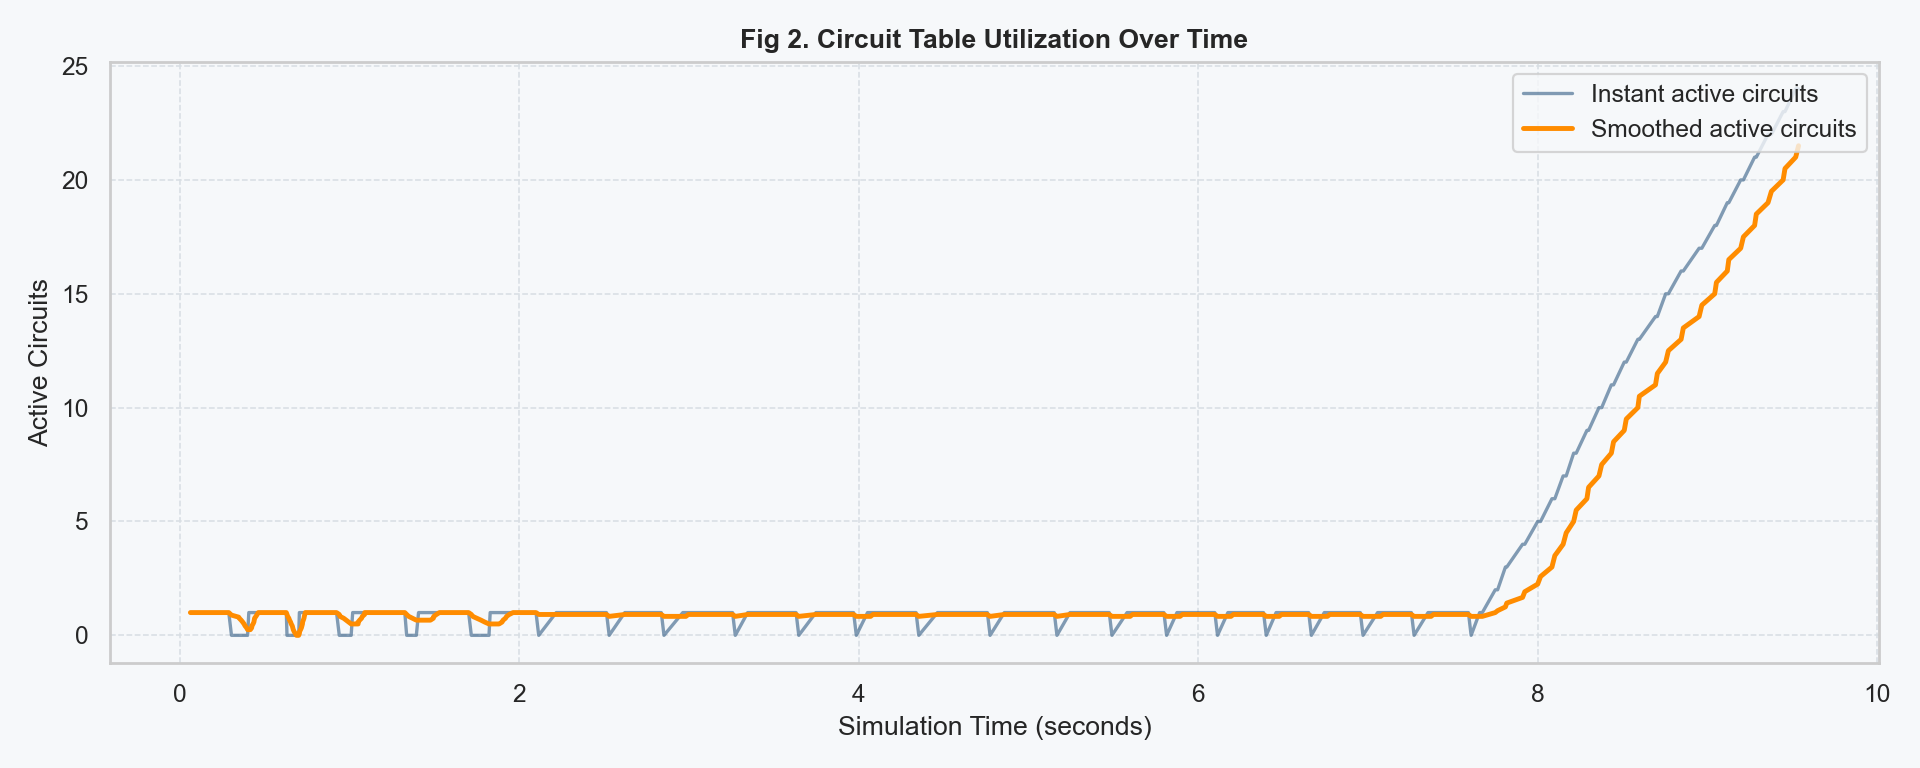 Fig 2. Circuit Table Utilization Over Time
Instant active circuits
Smoothed active circuits
Active Circuits
25
20
15
10
5
0
0 2 4 6 8 10
Simulation Time (seconds)